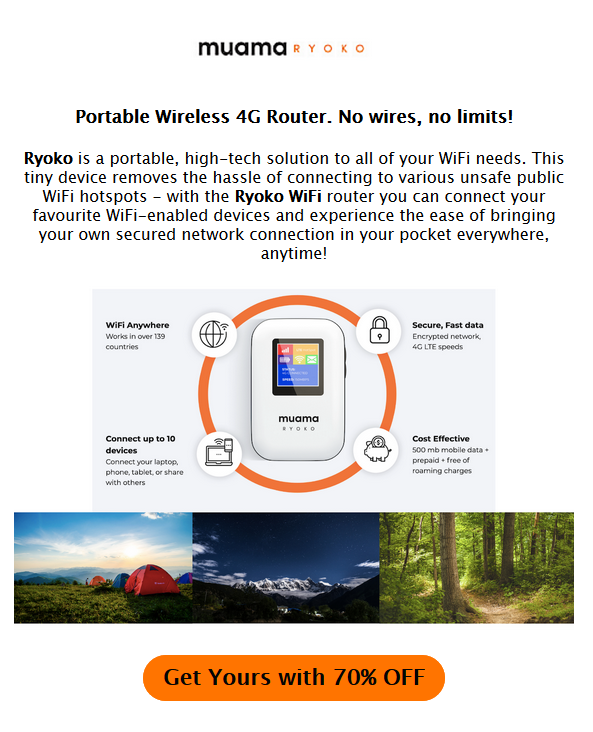 muama RYOKO
Portable Wireless 4G Router. No wires, no limits!
Ryoko is a portable, high-tech solution to all of your WiFi needs. This
tiny device removes the hassle of connecting to various unsafe public
WiFi hotspots - with the Ryoko WiFi router you can connect your
favourite WiFi-enabled devices and experience the ease of bringing
your own secured network connection in your pocket everywhere,
anytime!
WiFi Anywhere
Works in over 139
countries
Secure, Fast data
Encrypted network,
4G LTE speeds
muama
RYOKO
Connect up to 10
devices
Connect your laptop,
phone, tablet, or share
with others
Cost Effective
500 mb mobile data +
prepaid + free of
roaming charges
Get Yours with 70% OFF